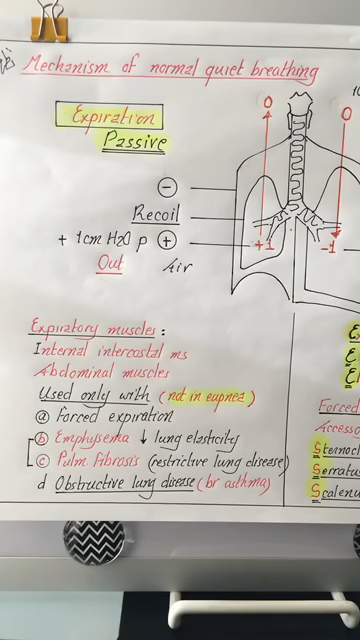 Mechanism of normal quiet breathing
Expiration
Passive
0
0
10
−
Recoil
+ 1cm H2O p +
+1
-1
Out
Air
Expiratory muscles:
Internal intercostal ms
Abdominal muscles
Used only with (not in eupnea)
a Forced expiration
b Emphysema ↓ lung elasticity
c Pulm. Fibrosis (restrictive lung disease)
d Obstructive lung disease (br asthma)
E
E
E
Forced
Accesso
Sternocl
Serratu
Scalenu